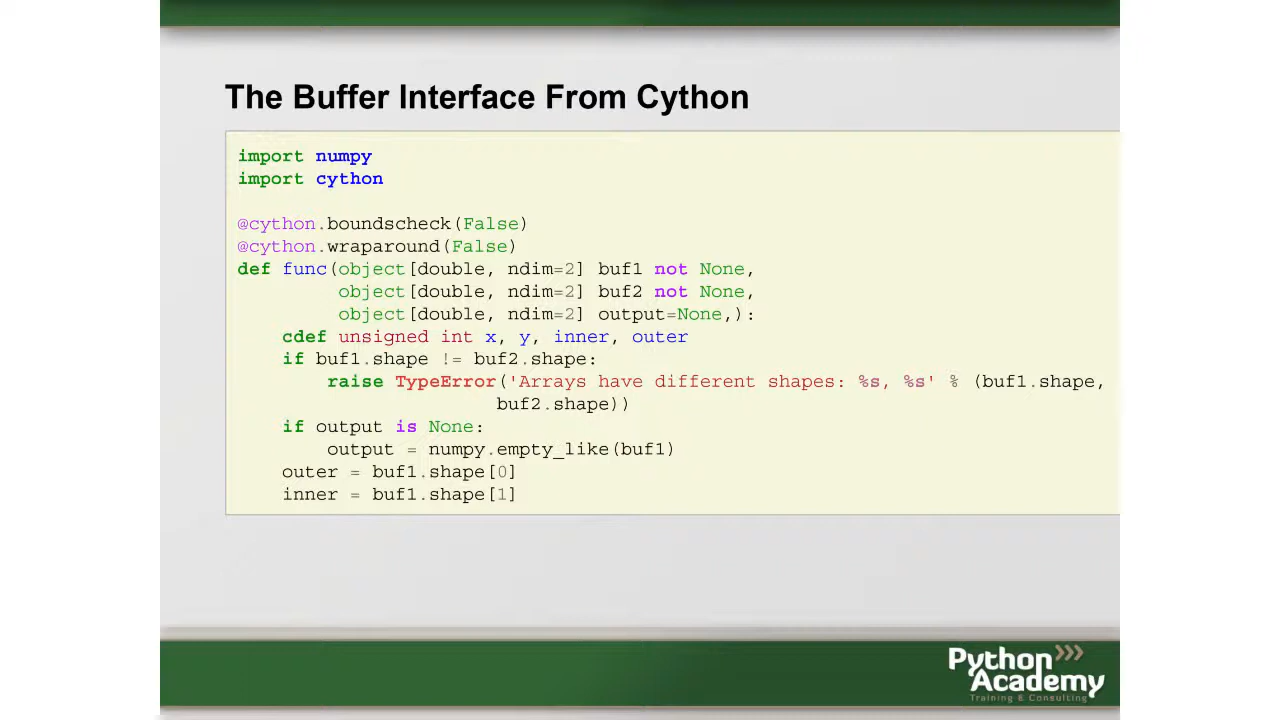 The Buffer Interface From Cython
import numpy
import cython
@cython.boundscheck(False)
@cython.wraparound(False)
def func(object[double, ndim=2] buf1 not None,
object[double, ndim=2] buf2 not None,
object[double, ndim=2] output=None,):
cdef unsigned int x, y, inner, outer
if buf1.shape != buf2.shape:
raise TypeError('Arrays have different shapes: %s, %s' % (buf1.shape,
buf2.shape))
if output is None:
output = numpy.empty_like(buf1)
outer = buf1.shape[0]
inner = buf1.shape[1]
Python
Academy
Training & Consulting